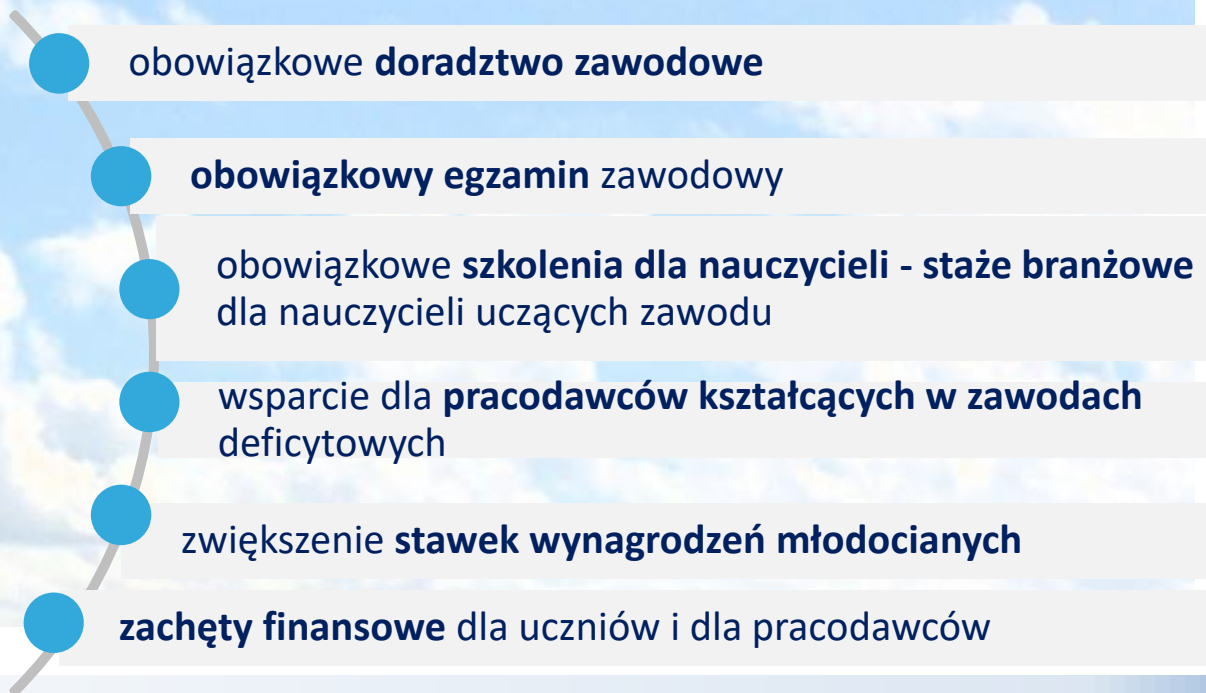 obowiązkowe doradztwo zawodowe
obowiązkowy egzamin zawodowy
obowiązkowe szkolenia dla nauczycieli - staże branżowe
dla nauczycieli uczących zawodu
wsparcie dla pracodawców kształcących w zawodach
deficytowych
zwiększenie stawek wynagrodzeń młodocianych
zachęty finansowe dla uczniów i dla pracodawców